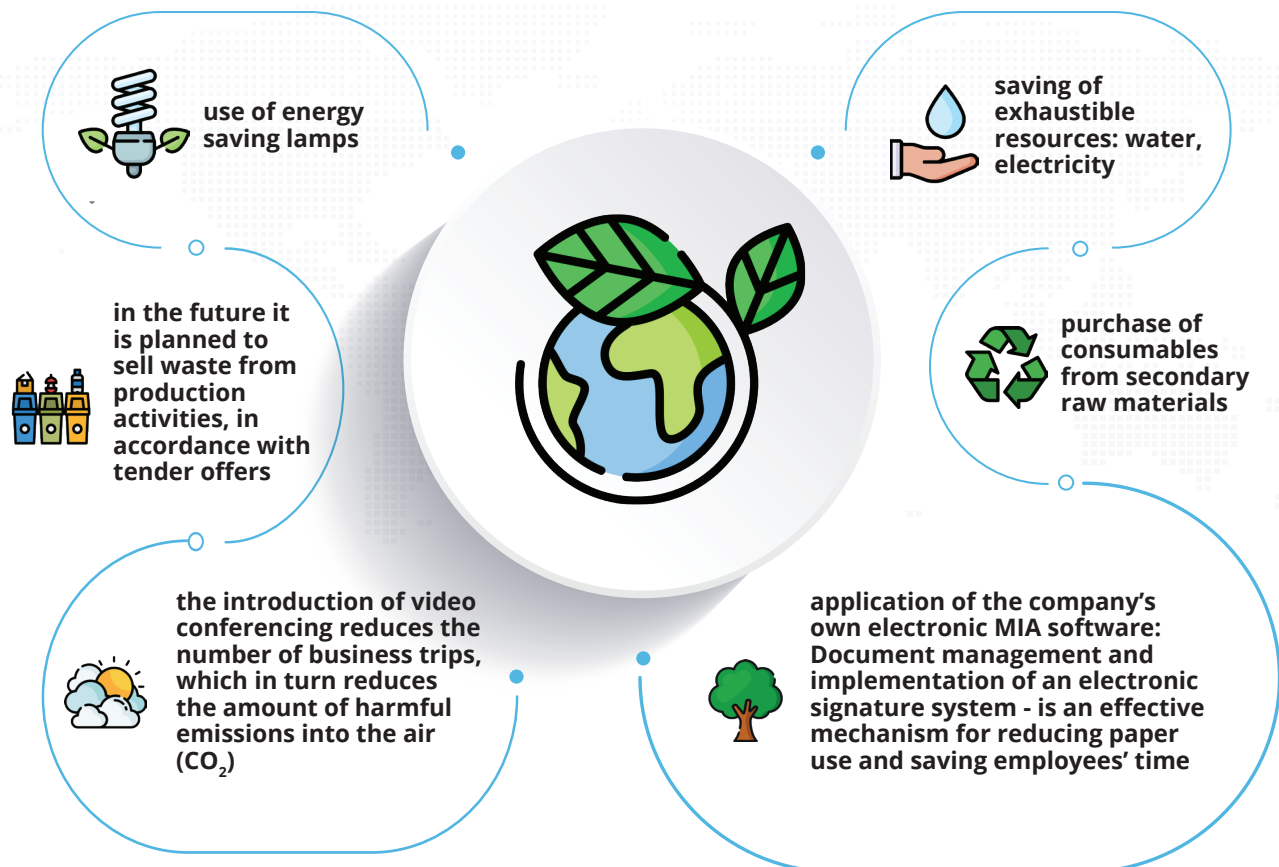 use of energy
saving lamps
in the future it
is planned to
sell waste from
production
activities, in
accordance with
tender offers
the introduction of video
conferencing reduces the
number of business trips,
which in turn reduces
the amount of harmful
emissions into the air
(CO₂)
saving of
exhaustible
resources: water,
electricity
purchase of
consumables
from secondary
raw materials
application of the company’s
own electronic MIA software:
Document management and
implementation of an electronic
signature system - is an effective
mechanism for reducing paper
use and saving employees’ time